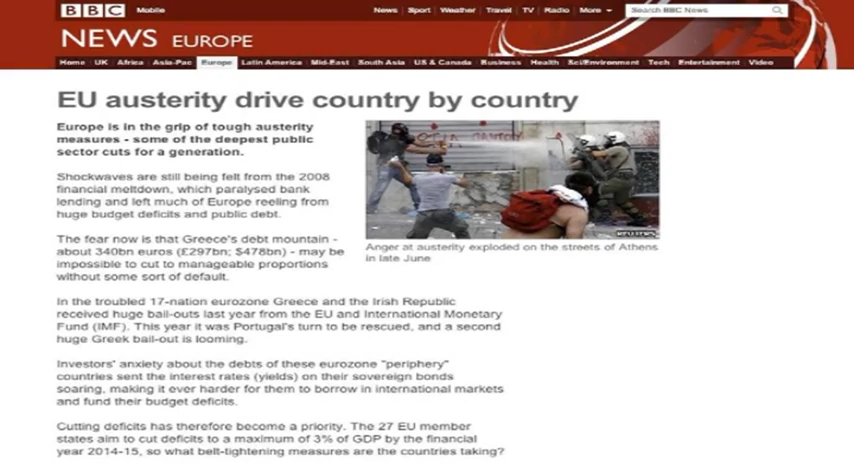 BBC Mobile News Sport Weather Travel TV Radio More Search BBC News
NEWS EUROPE
Home UK Africa Asia-Pac Europe Latin America Mid-East South Asia US & Canada Business Health Sci/Environment Tech Entertainment Video
EU austerity drive country by country
Europe is in the grip of tough austerity
measures - some of the deepest public
sector cuts for a generation.
Shockwaves are still being felt from the 2008
financial meltdown, which paralysed bank
lending and left much of Europe reeling from
huge budget deficits and public debt.
The fear now is that Greece's debt mountain -
about 340bn euros (£297bn; $478bn) - may be
impossible to cut to manageable proportions
without some sort of default.
REUTERS
Anger at austerity exploded on the streets of Athens
in late June
In the troubled 17-nation eurozone Greece and the Irish Republic
received huge bail-outs last year from the EU and International Monetary
Fund (IMF). This year it was Portugal's turn to be rescued, and a second
huge Greek bail-out is looming.
Investors' anxiety about the debts of these eurozone "periphery"
countries sent the interest rates (yields) on their sovereign bonds
soaring, making it ever harder for them to borrow in international markets
and fund their budget deficits.
Cutting deficits has therefore become a priority. The 27 EU member
states aim to cut deficits to a maximum of 3% of GDP by the financial
year 2014-15, so what belt-tightening measures are the countries taking?